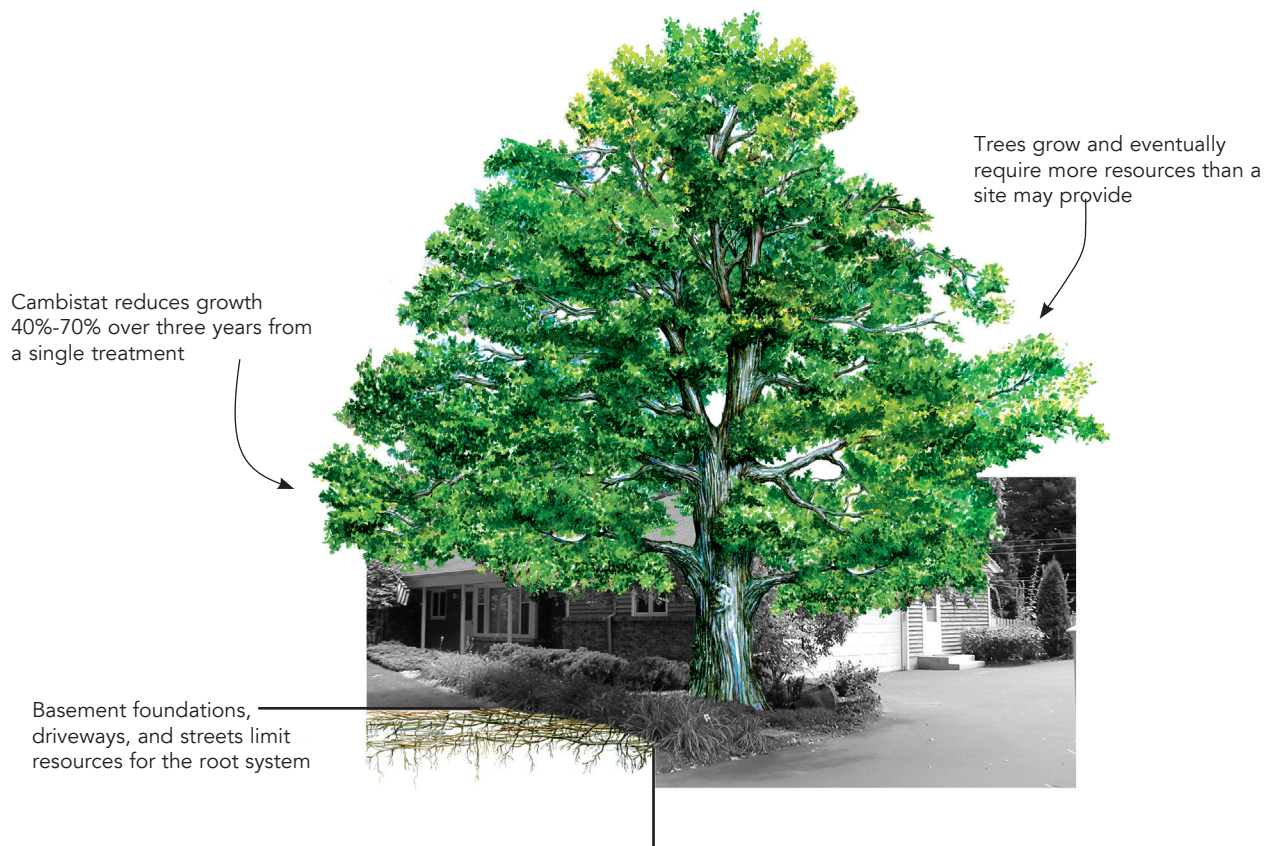 Trees grow and eventually
require more resources than a
site may provide
Cambistat reduces growth
40%-70% over three years from
a single treatment
Basement foundations,
driveways, and streets limit
resources for the root system